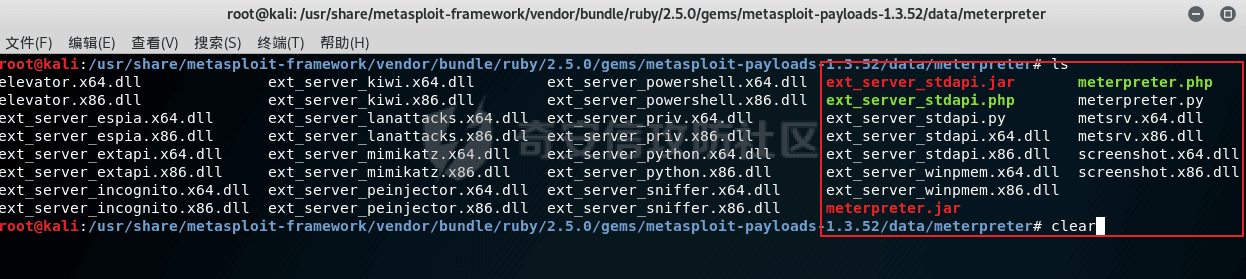 root@kali: /usr/share/metasploit-framework/vendor/bundle/ruby/2.5.0/gems/metasploit-payloads-1.3.52/data/meterpreter
文件(F) 编辑(E) 查看(V) 搜索(S) 终端(T) 帮助(H)
root@kali:/usr/share/metasploit-framework/vendor/bundle/ruby/2.5.0/gems/metasploit-payloads-1.3.52/data/meterpreter# ls
elevator.x64.dll ext_server_kiwi.x64.dll ext_server_powershell.x64.dll ext_server_stdapi.jar meterpreter.php
elevator.x86.dll ext_server_kiwi.x86.dll ext_server_powershell.x86.dll ext_server_stdapi.php meterpreter.py
ext_server_espia.x64.dll ext_server_lanattacks.x64.dll ext_server_priv.x64.dll ext_server_stdapi.py metsrv.x64.dll
ext_server_espia.x86.dll ext_server_lanattacks.x86.dll ext_server_priv.x86.dll ext_server_stdapi.x64.dll metsrv.x86.dll
ext_server_extapi.x64.dll ext_server_mimikatz.x64.dll ext_server_python.x64.dll ext_server_stdapi.x86.dll screenshot.x64.dll
ext_server_extapi.x86.dll ext_server_mimikatz.x86.dll ext_server_python.x86.dll ext_server_winpmem.x64.dll screenshot.x86.dll
ext_server_incognito.x64.dll ext_server_peinjector.x64.dll ext_server_sniffer.x64.dll ext_server_winpmem.x86.dll
ext_server_incognito.x86.dll ext_server_peinjector.x86.dll ext_server_sniffer.x86.dll meterpreter.jar
root@kali:/usr/share/metasploit-framework/vendor/bundle/ruby/2.5.0/gems/metasploit-payloads-1.3.52/data/meterpreter# clear
奇安信攻防社区